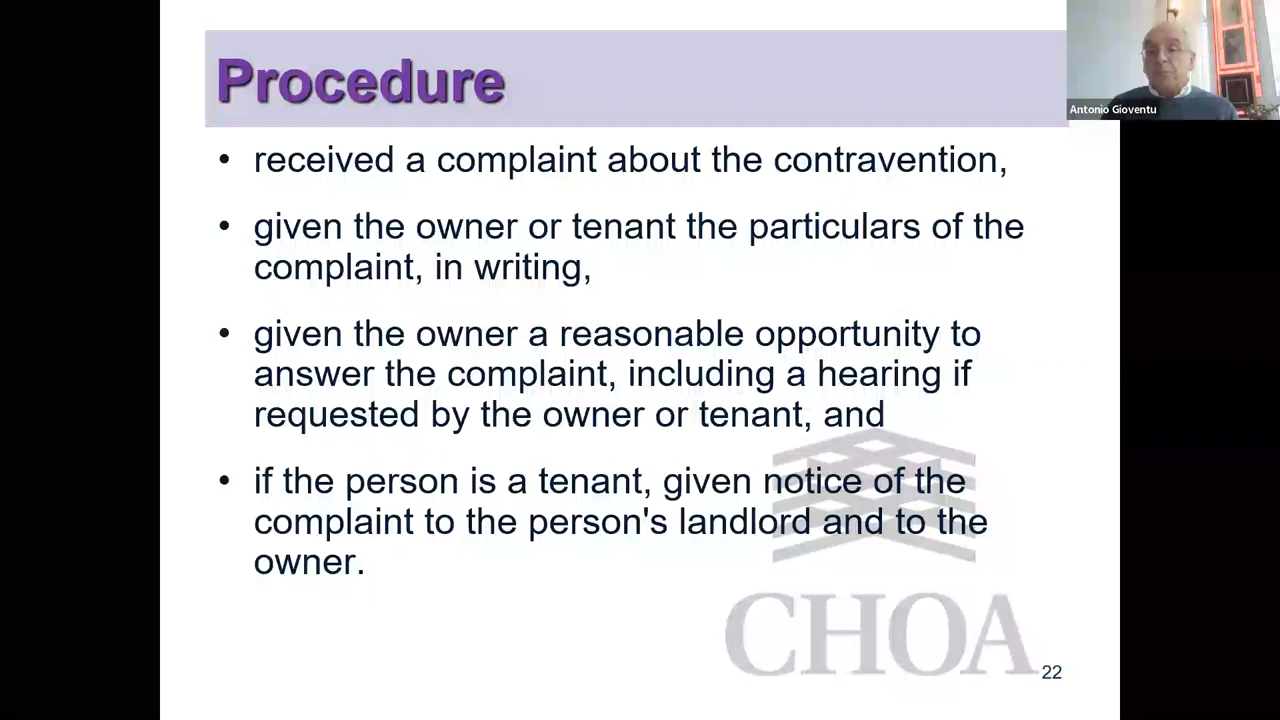 Procedure
Antonio Gioventu
• received a complaint about the contravention,
• given the owner or tenant the particulars of the
complaint, in writing,
• given the owner a reasonable opportunity to
answer the complaint, including a hearing if
requested by the owner or tenant, and
• if the person is a tenant, given notice of the
complaint to the person's landlord and to the
owner.
CHOA
22